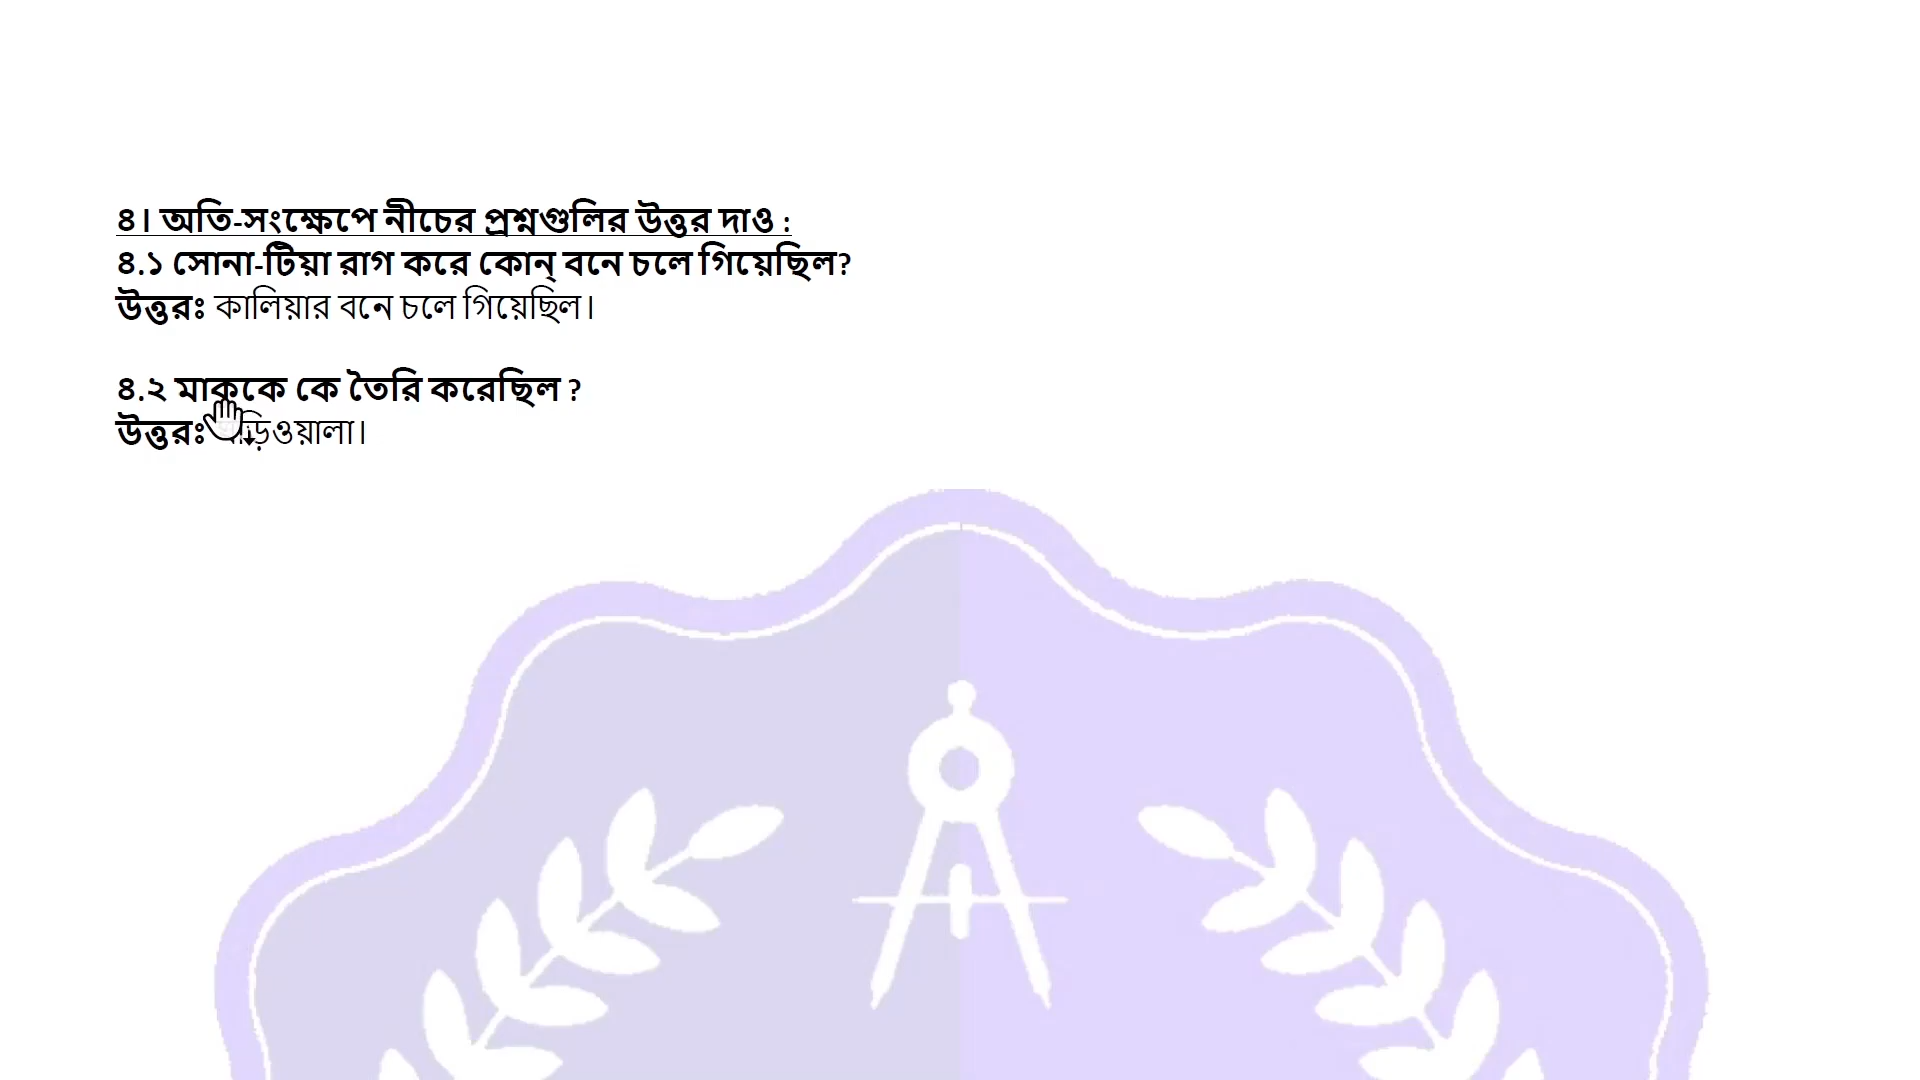 ৪। অতি-সংক্ষেপে নীচের প্রশ্নগুলির উত্তর দাও :
৪.১ সোনা-টিয়া রাগ করে কোন্ বনে চলে গিয়েছিল?
উত্তরঃ কালিয়ার বনে চলে গিয়েছিল।
৪.২ মাকুকে কে তৈরি করেছিল ?
উত্তরঃ